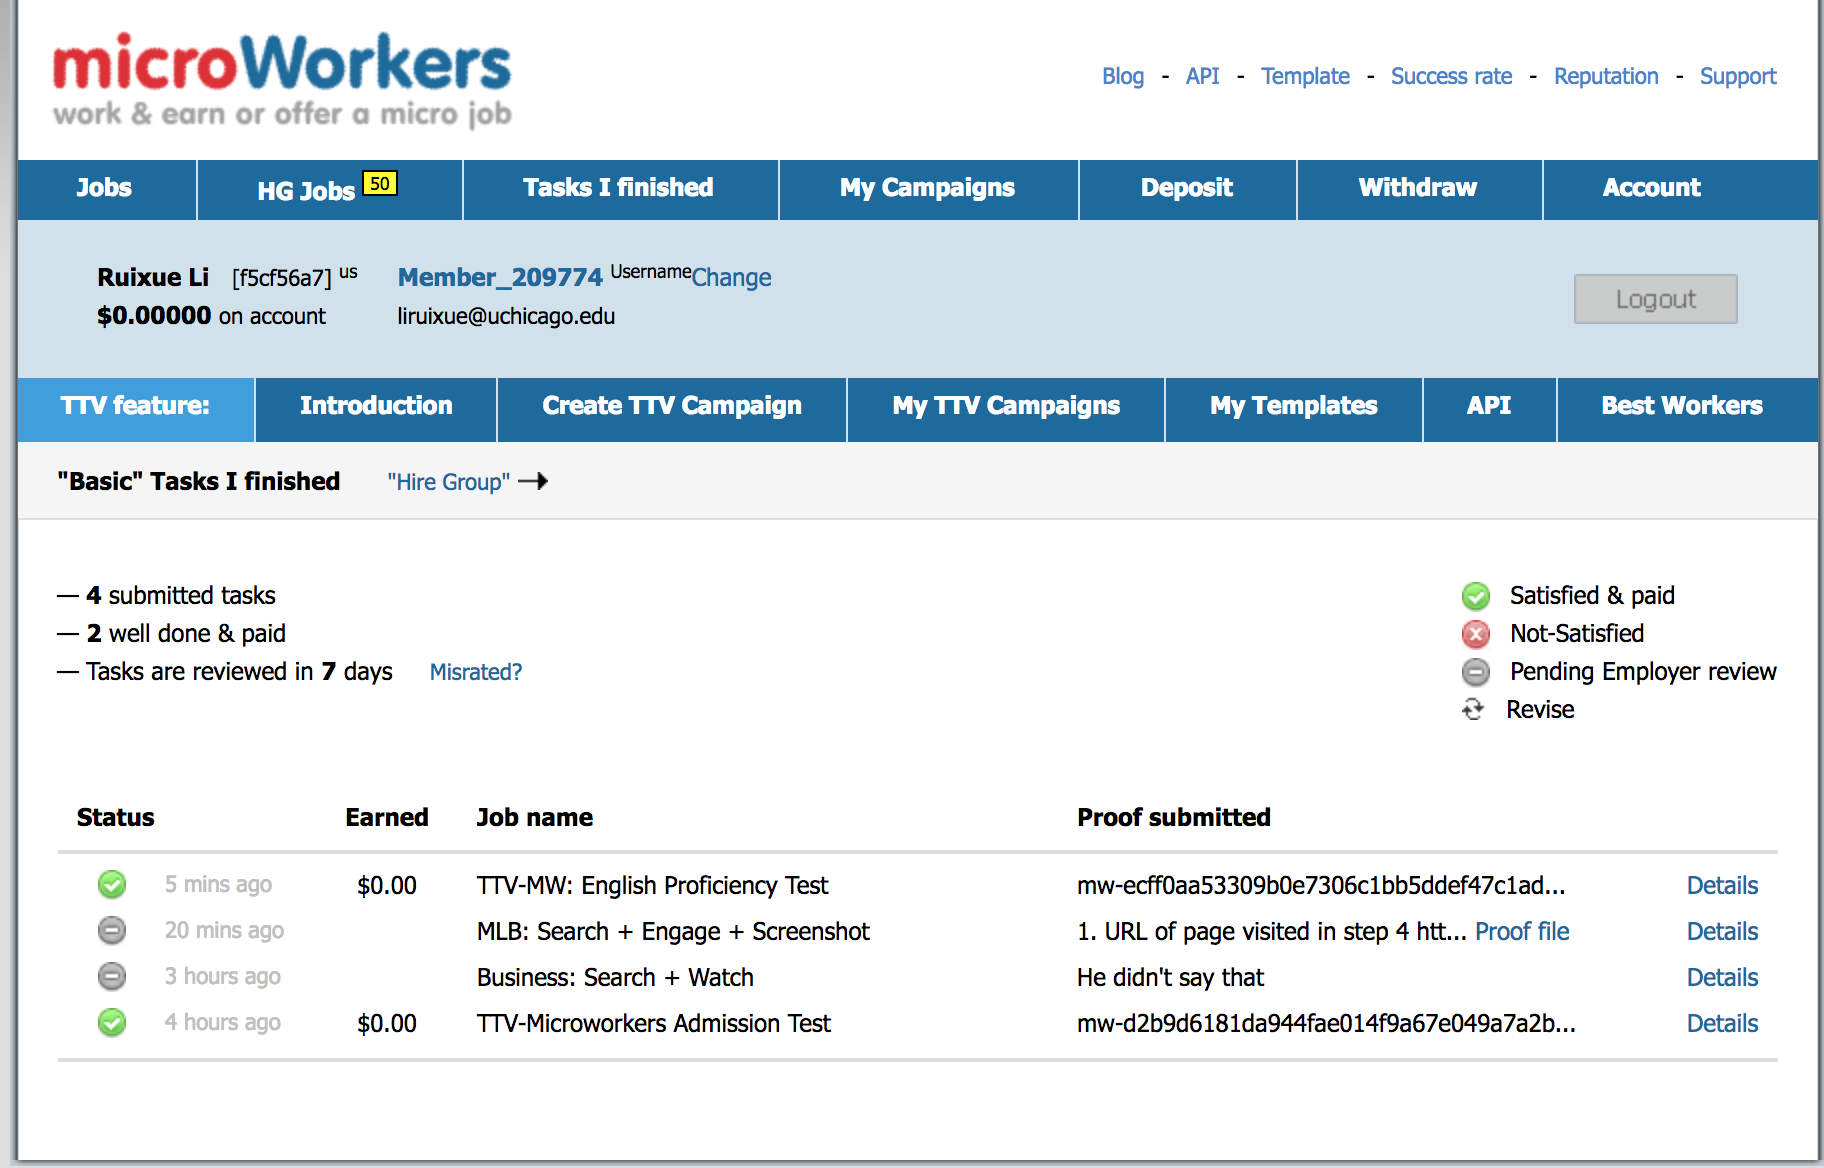 microWorkers
work & earn or offer a micro job
Blog - API - Template - Success rate - Reputation - Support
Jobs HG Jobs 50 Tasks I finished My Campaigns Deposit Withdraw Account
Ruixue Li [f5cf56a7] us Member_209774 UsernameChange
$0.00000 on account liruixue@uchicago.edu
Logout
TTV feature: Introduction Create TTV Campaign My TTV Campaigns My Templates API Best Workers
"Basic" Tasks I finished "Hire Group"
— 4 submitted tasks
— 2 well done & paid
— Tasks are reviewed in 7 days Misrated?
Satisfied & paid
Not-Satisfied
Pending Employer review
Revise
Status Earned Job name Proof submitted
5 mins ago $0.00 TTV-MW: English Proficiency Test mw-ecff0aa53309b0e7306c1bb5ddef47c1ad... Details
20 mins ago MLB: Search + Engage + Screenshot 1. URL of page visited in step 4 htt... Proof file Details
3 hours ago Business: Search + Watch He didn't say that Details
4 hours ago $0.00 TTV-Microworkers Admission Test mw-d2b9d6181da944fae014f9a67e049a7a2b... Details